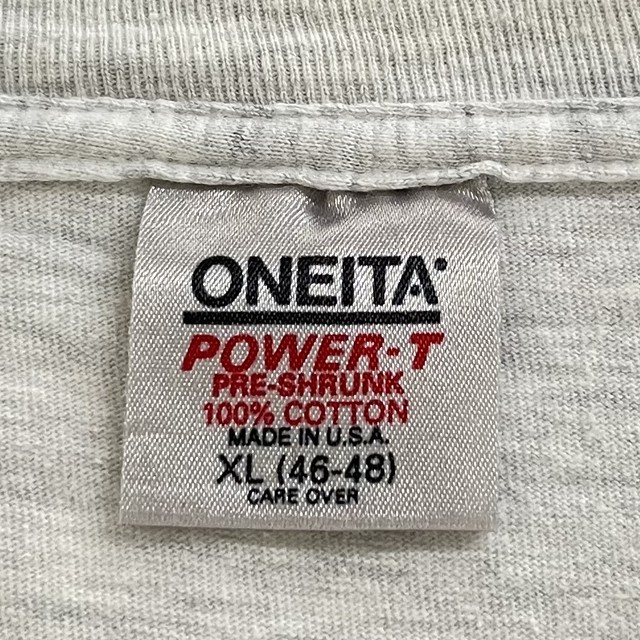 ONEITA
POWER-T
PRE-SHRUNK
100% COTTON
MADE IN U.S.A.
XL (46-48)
CARE OVER